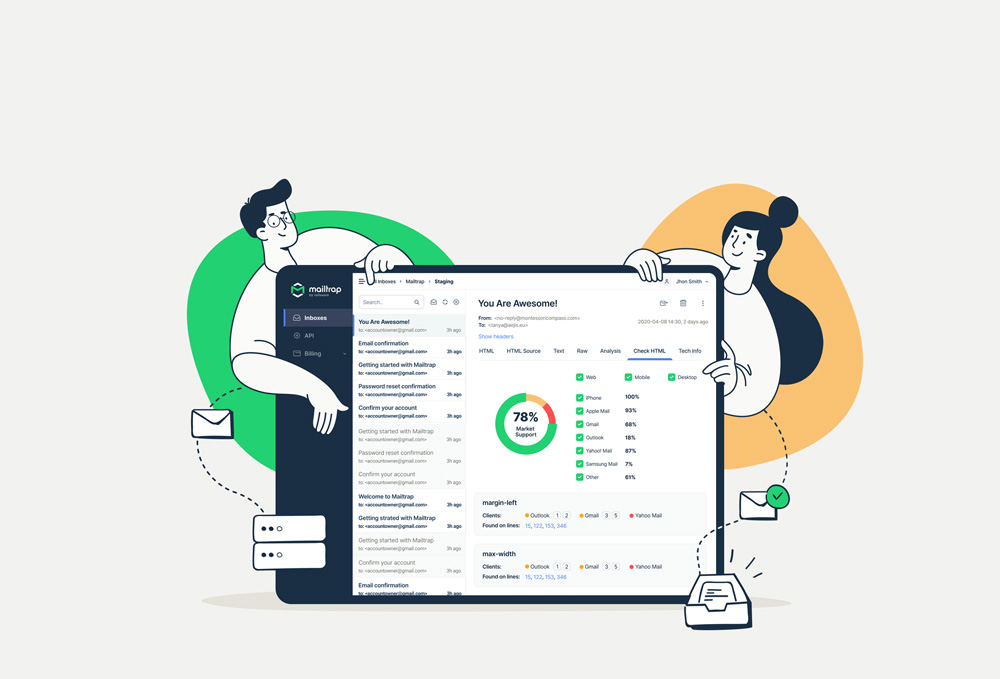 mailtrap
by railsware
Inboxes
API
Billing
Inboxes
Mailtrap
Staging
Jhon Smith
Search..
You Are Awesome!
to: <accountowner@gmail.com>
3h ago
Email confirmation
to: <accountowner@gmail.com>
3h ago
Getting started with Mailtrap
to: <accountowner@gmail.com>
3h ago
Password reset confirmation
to: <accountowner@gmail.com>
3h ago
Confirm your account
to: <accountowner@gmail.com>
3h ago
Getting started with Mailtrap
to: <accountowner@gmail.com>
3h ago
Password reset confirmation
to: <accountowner@gmail.com>
3h ago
Confirm your account
to: <accountowner@gmail.com>
3h ago
Welcome to Mailtrap
to: <accountowner@gmail.com>
3h ago
Getting strated with Mailtrap
to: <accountowner@gmail.com>
3h ago
Getting started with Mailtrap
to: <accountowner@gmail.com>
3h ago
Confirm your account
to: <accountowner@gmail.com>
3h ago
Email confirmation
to: <accountowner@gmail.com>
3h ago
You Are Awesome!
From: <no-reply@montessoricompass.com>
To: <tanya@aejis.eu>
2020-04-08 14:30, 2 days ago
Show headers
HTML HTML Source Text Raw Analysis Check HTML Tech Info
78%
Market
Support
Web Mobile Desktop
iPhone 100%
Apple Mail 93%
Gmail 68%
Outlook 18%
Yahoo! Mail 87%
Samsung Mail 7%
Other 61%
margin-left
Clients: Outlook 1 2 Gmail 3 5 Yahoo Mail
Found on lines: 15, 122, 153, 346
max-width
Clients: Outlook 1 2 Gmail 3 5 Yahoo Mail
Found on lines: 15, 122, 153, 346